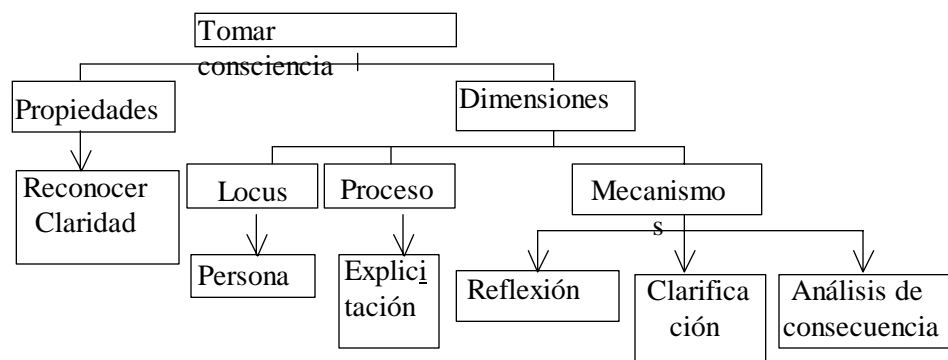 Tomar
consciencia
Propiedades
Dimensiones
Reconocer
Claridad
Locus
Proceso
Mecanismo
s
Persona
Explici
tación
Reflexión
Clarifica
ción
Análisis de
consecuencia